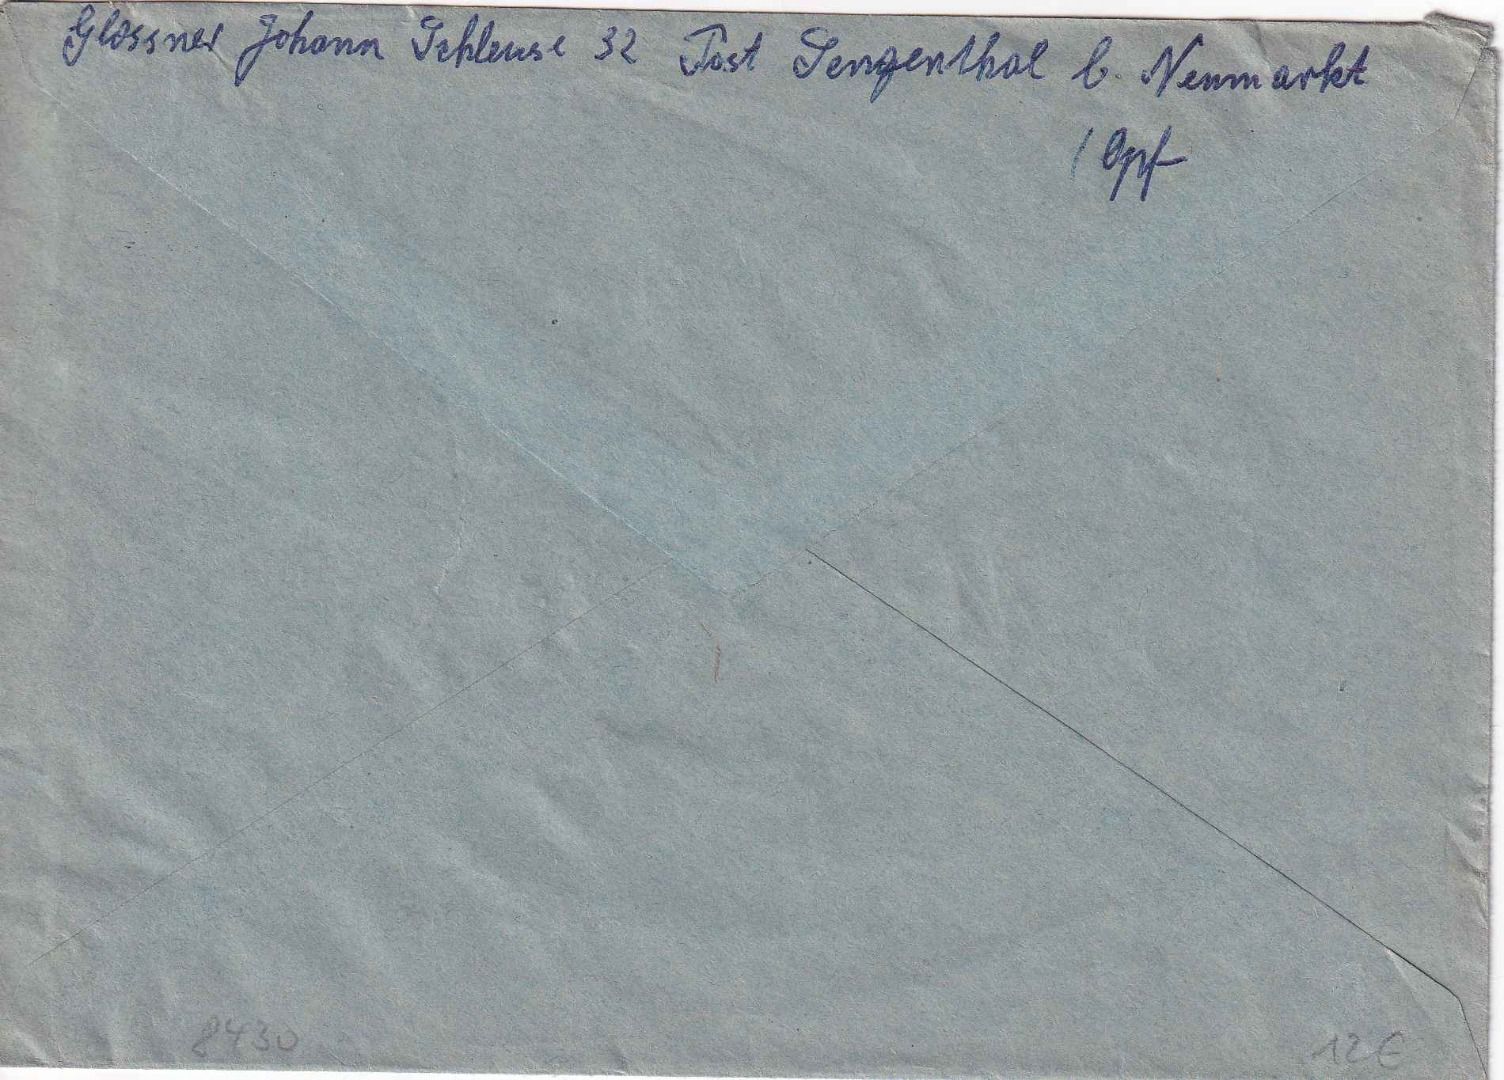 Glossner Johann Schleuse 32 Post Sengenthal b. Neumarkt
/ Opf
8430
12 €